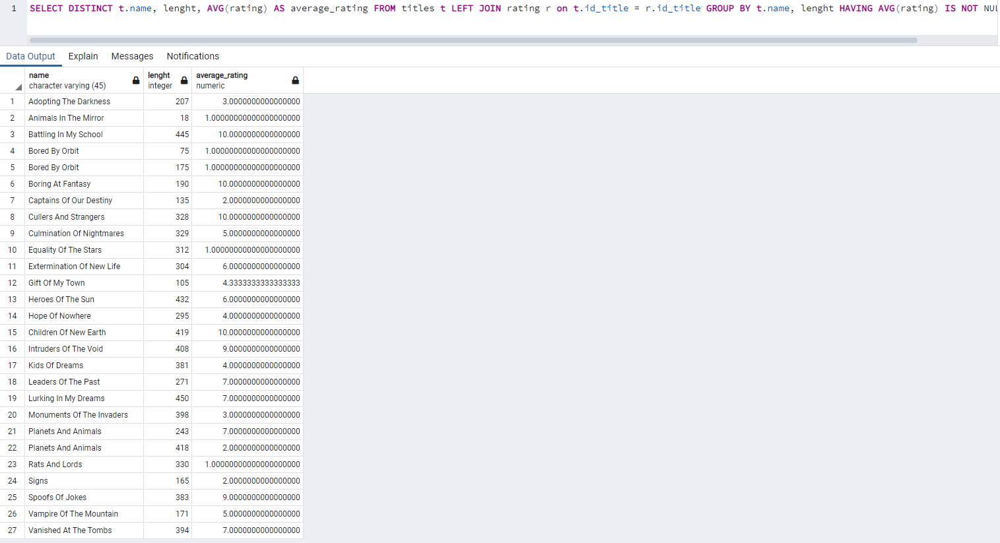 1 SELECT DISTINCT t.name, lenght, AVG(rating) AS average_rating FROM titles t LEFT JOIN rating r on t.id_title = r.id_title GROUP BY t.name, lenght HAVING AVG(rating) IS NOT NUL
Data Output Explain Messages Notifications
name lenght average_rating
character varying (45) integer numeric
1 Adopting The Darkness 207 3.0000000000000000
2 Animals In The Mirror 18 1.00000000000000000000
3 Battling In My School 445 10.0000000000000000
4 Bored By Orbit 75 1.00000000000000000000
5 Bored By Orbit 175 1.00000000000000000000
6 Boring At Fantasy 190 10.0000000000000000
7 Captains Of Our Destiny 135 2.0000000000000000
8 Cullers And Strangers 328 10.0000000000000000
9 Culmination Of Nightmares 329 5.0000000000000000
10 Equality Of The Stars 312 1.00000000000000000000
11 Extermination Of New Life 304 6.0000000000000000
12 Gift Of My Town 105 4.3333333333333333
13 Heroes Of The Sun 432 6.0000000000000000
14 Hope Of Nowhere 295 4.0000000000000000
15 Children Of New Earth 419 10.0000000000000000
16 Intruders Of The Void 408 9.0000000000000000
17 Kids Of Dreams 381 4.0000000000000000
18 Leaders Of The Past 271 7.0000000000000000
19 Lurking In My Dreams 450 7.0000000000000000
20 Monuments Of The Invaders 398 3.0000000000000000
21 Planets And Animals 243 7.0000000000000000
22 Planets And Animals 418 2.0000000000000000
23 Rats And Lords 330 1.00000000000000000000
24 Signs 165 2.0000000000000000
25 Spoofs Of Jokes 383 9.0000000000000000
26 Vampire Of The Mountain 171 5.0000000000000000
27 Vanished At The Tombs 394 7.0000000000000000